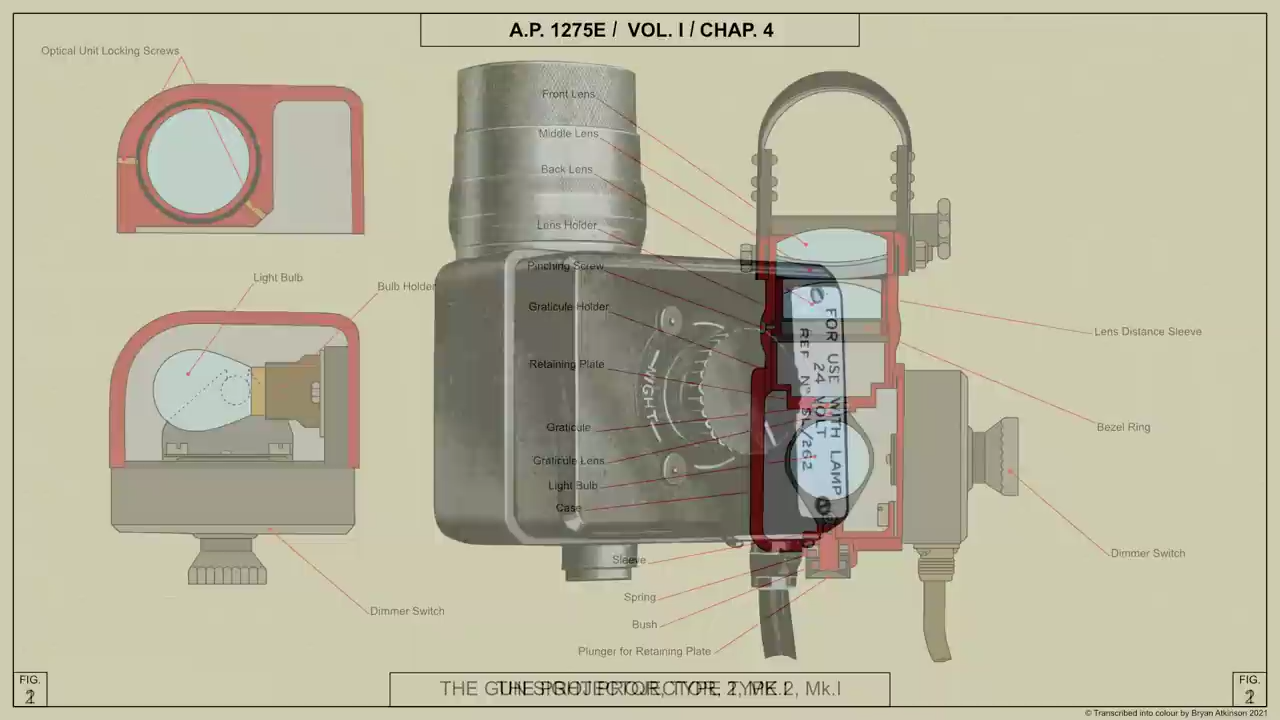 A.P. 1275E / VOL. I / CHAP. 4
Optical Unit Locking Screws
Front Lens
Middle Lens
Back Lens
Lens Holder
Pinching Screw
Light Bulb
Bulb Holder
Graticule Holder
Lens Distance Sleeve
Retaining Plate
NIGHT
FOR USE WITH LAMP
24 VOLT
Graticule
Bezel Ring
Graticule Lens
Light Bulb
Case
Sleeve
Dimmer Switch
Spring
Dimmer Switch
Bush
Plunger for Retaining Plate
FIG.
FIG.
© Transcribed into colour by Bryan Atkinson 2021